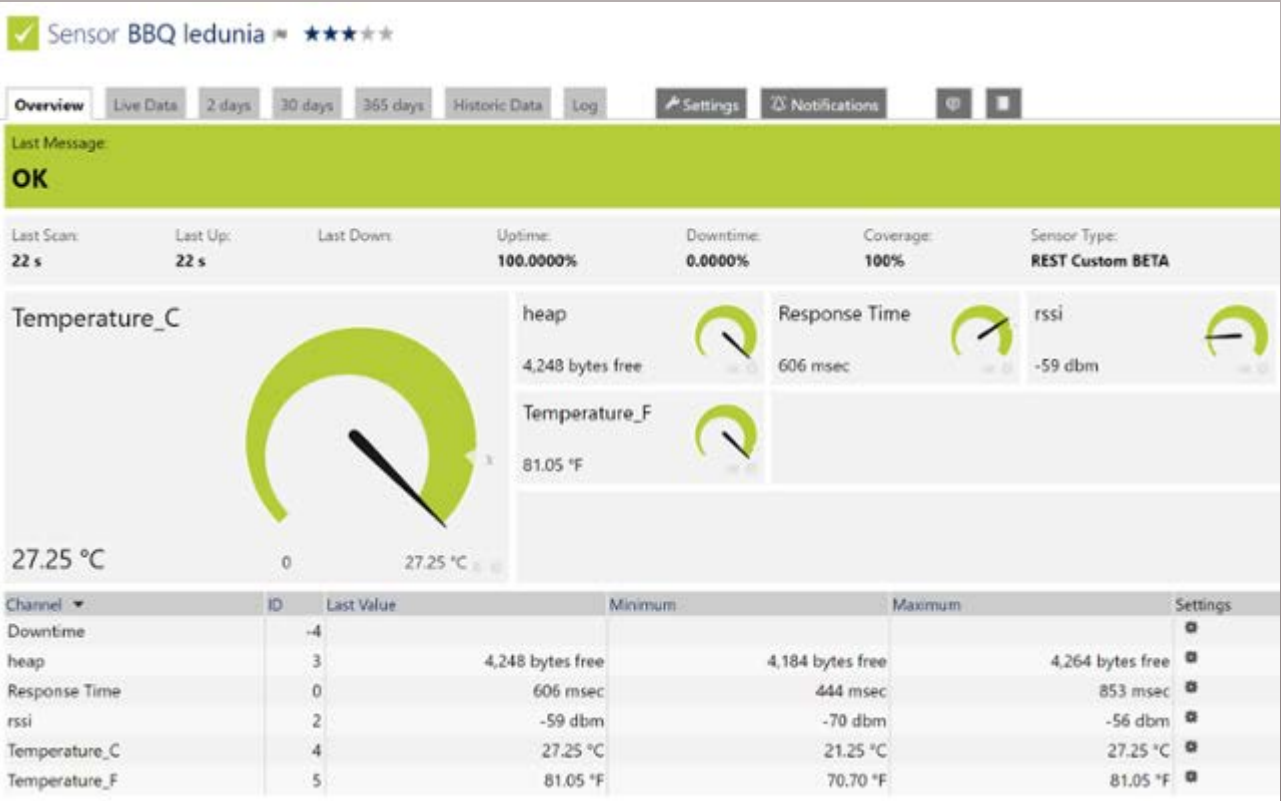 Sensor BBQ ledunia
Overview Live Data 2 days 30 days 365 days Historic Data Log Settings Notifications
Last Message:
OK
Last Scan: Last Up: Last Down: Uptime: Downtime: Coverage: Sensor Type:
22 s 22 s 100.0000% 0.0000% 100% REST Custom BETA
Temperature_C
27.25 °C
0 27.25 °C
heap
4,248 bytes free
Response Time
606 msec
rssi
-59 dbm
Temperature_F
81.05 °F
Channel ID Last Value Minimum Maximum Settings
Downtime -4
heap 3 4,248 bytes free 4,184 bytes free 4,264 bytes free
Response Time 0 606 msec 444 msec 853 msec
rssi 2 -59 dbm -70 dbm -56 dbm
Temperature_C 4 27.25 °C 21.25 °C 27.25 °C
Temperature_F 5 81.05 °F 70.70 °F 81.05 °F